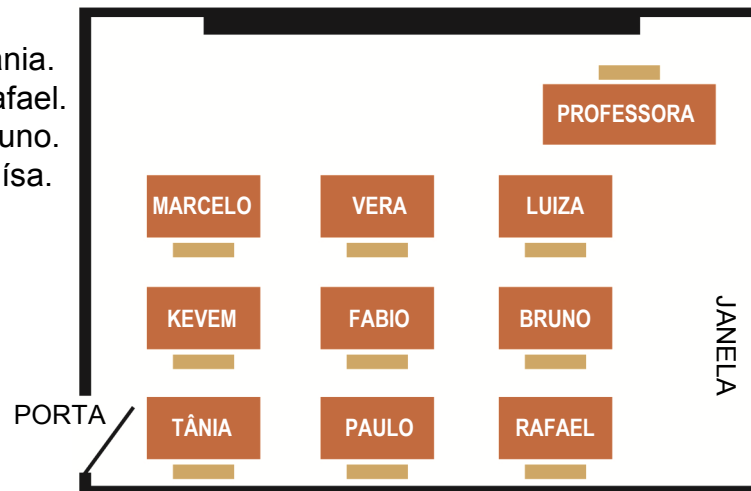 PROFESSORA
MARCELO VERA LUIZA
KEVEM FABIO BRUNO
JANELA
PORTA
TÂNIA PAULO RAFAEL